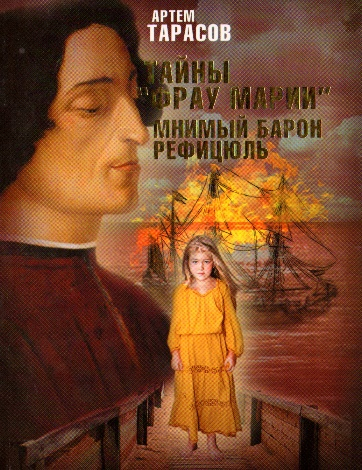 АРТЕМ
ТАРАСОВ
ТАЙНЫ
"ФРАУ МАРИИ"
МНИМЫЙ БАРОН
РЕФИЦЮЛЬ